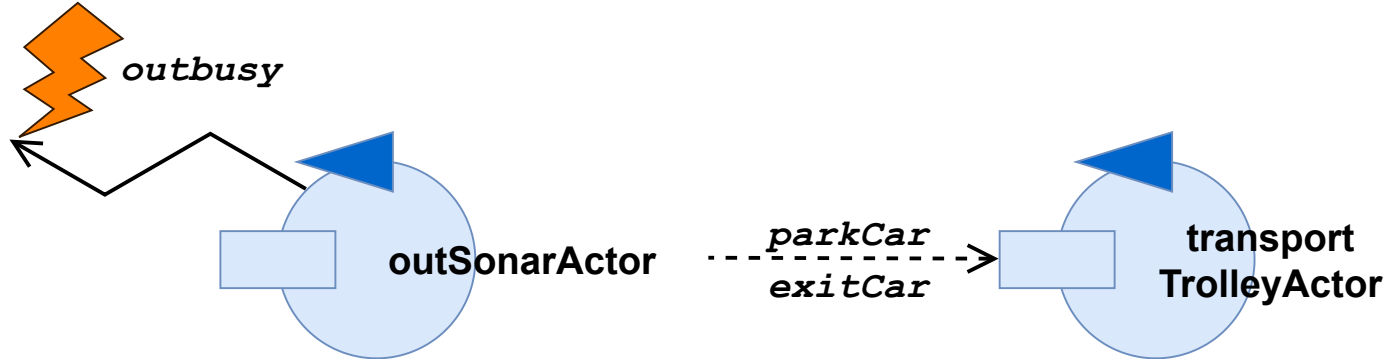 outbusy
outSonarActor
parkCar
exitCar
transport
TrolleyActor